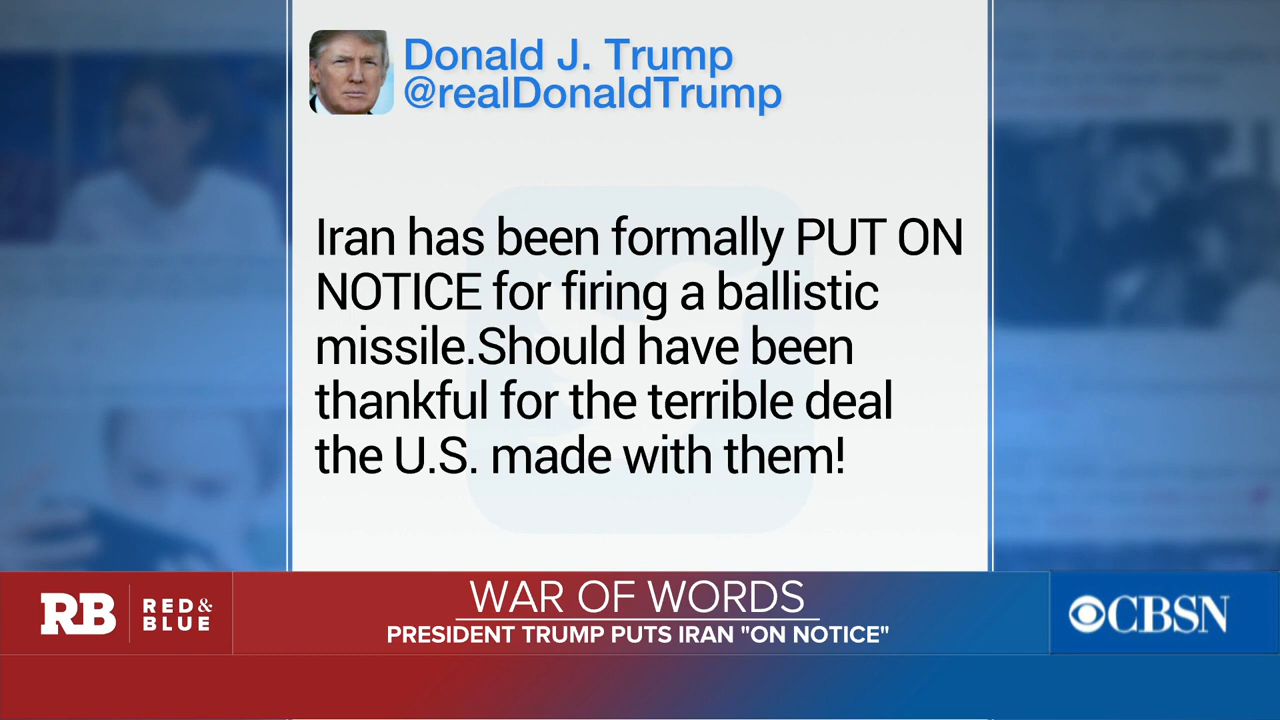 Donald J. Trump
@realDonaldTrump
Iran has been formally PUT ON
NOTICE for firing a ballistic
missile.Should have been
thankful for the terrible deal
the U.S. made with them!
RB
RED&
BLUE
WAR OF WORDS
PRESIDENT TRUMP PUTS IRAN "ON NOTICE"
CBSN